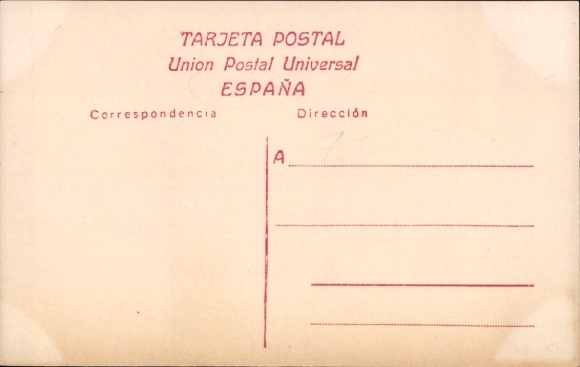 TARJETA POSTAL
Union Postal Universal
ESPAÑA
Correspondencia
Dirección
A